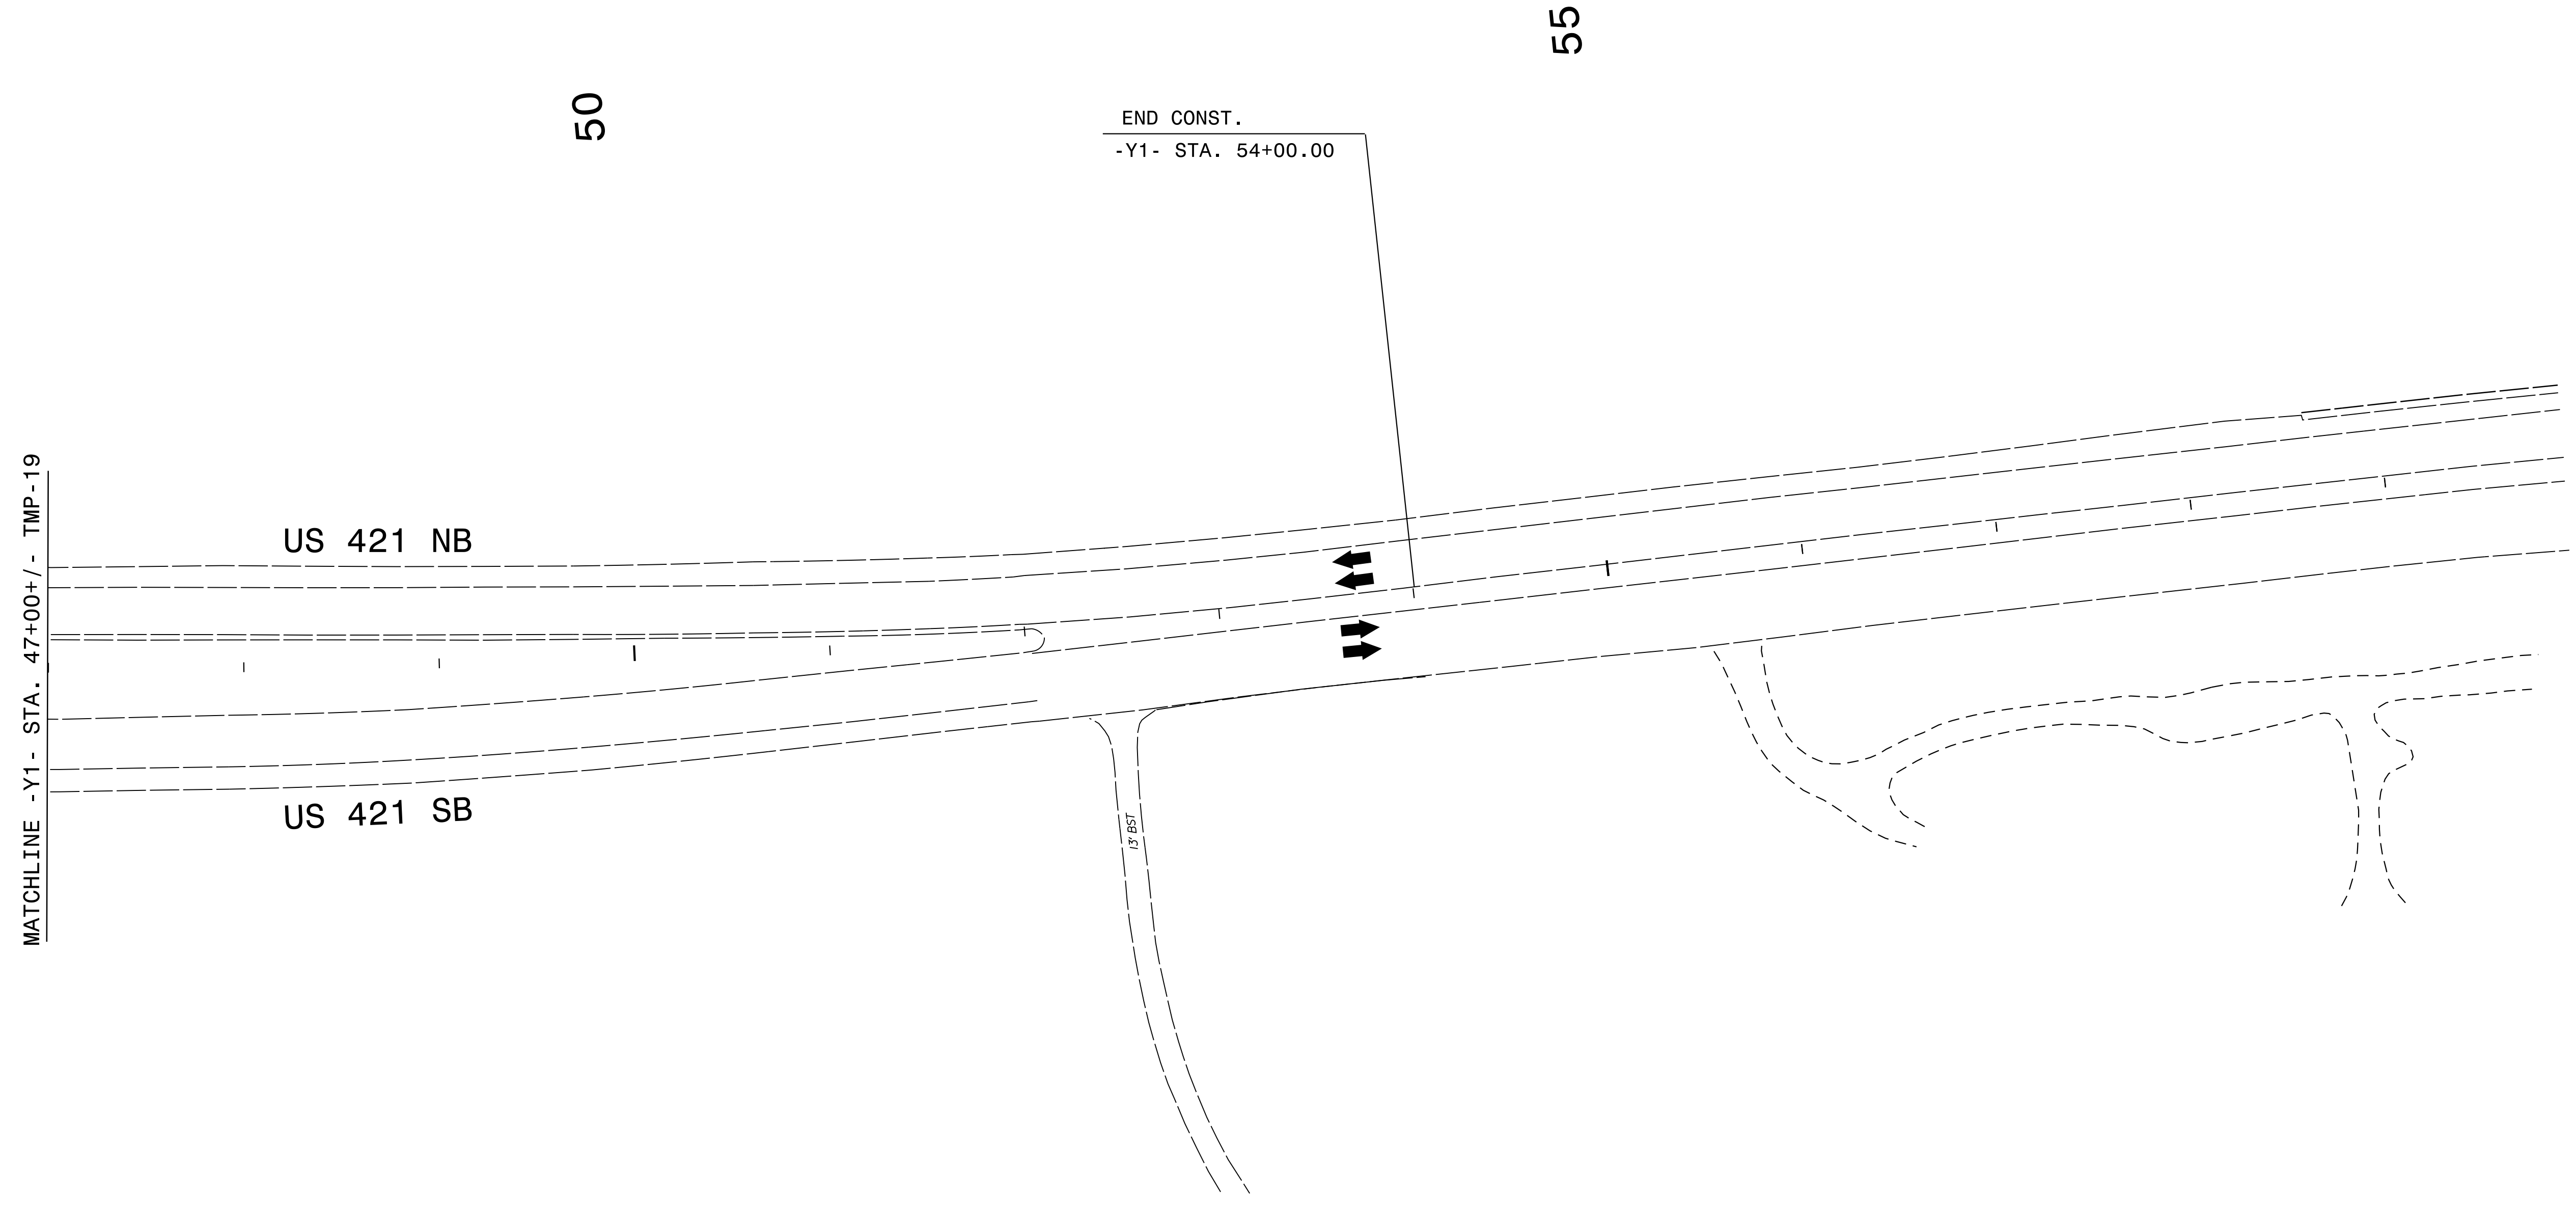 55
50
END CONST.
-Y1- STA. 54+00.00
MATCHLINE -Y1- STA. 47+00+/- TMP-19
US 421 NB
US 421 SB
13' BST